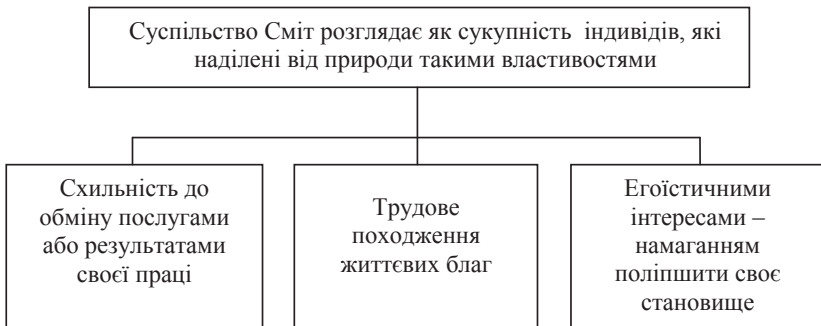 Суспільство Сміт розглядає як сукупність індивідів, які
наділені від природи такими властивостями
Схильність до
обміну послугами
або результатами
своєї праці
Трудове
походження
життєвих благ
Егоїстичними
інтересами –
намаганням
поліпшити своє
становище